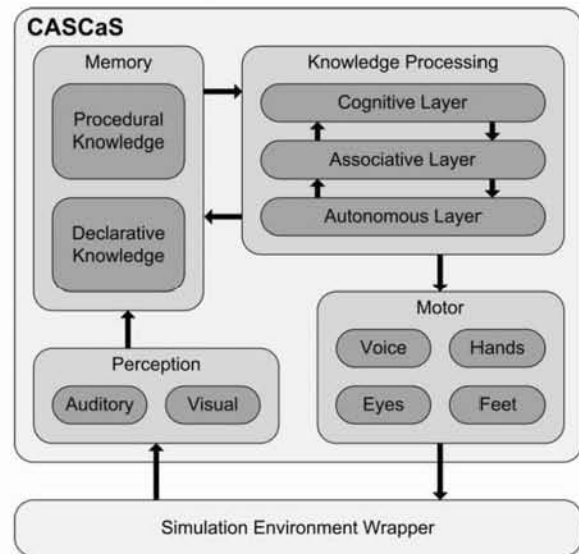 CASCaS
Memory
Procedural
Knowledge
Declarative
Knowledge
Knowledge Processing
Cognitive Layer
Associative Layer
Autonomous Layer
Motor
Voice
Hands
Eyes
Feet
Perception
Auditory
Visual
Simulation Environment Wrapper